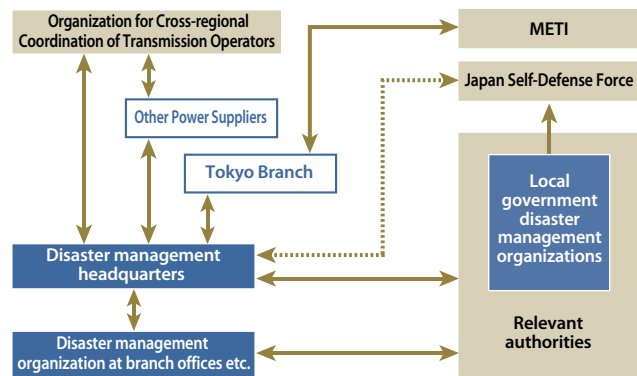 Organization for Cross-regional
Coordination of Transmission Operators
METI
Japan Self-Defense Force
Other Power Suppliers
Tokyo Branch
Local
government
disaster
management
organizations
Disaster management
headquarters
Relevant
authorities
Disaster management
organization at branch offices etc.